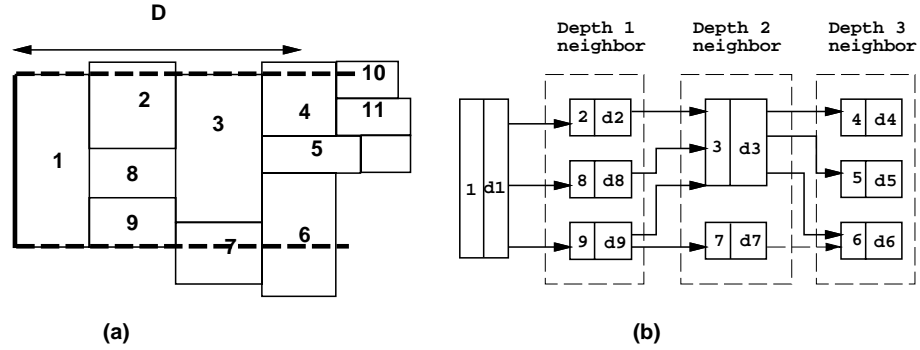 D
10
2
4
11
3
5
1
8
9
7
6
(a)
Depth 1 neighbor
Depth 2 neighbor
Depth 3 neighbor
1 d1
2 d2
8 d8
9 d9
3 d3
7 d7
4 d4
5 d5
6 d6
(b)